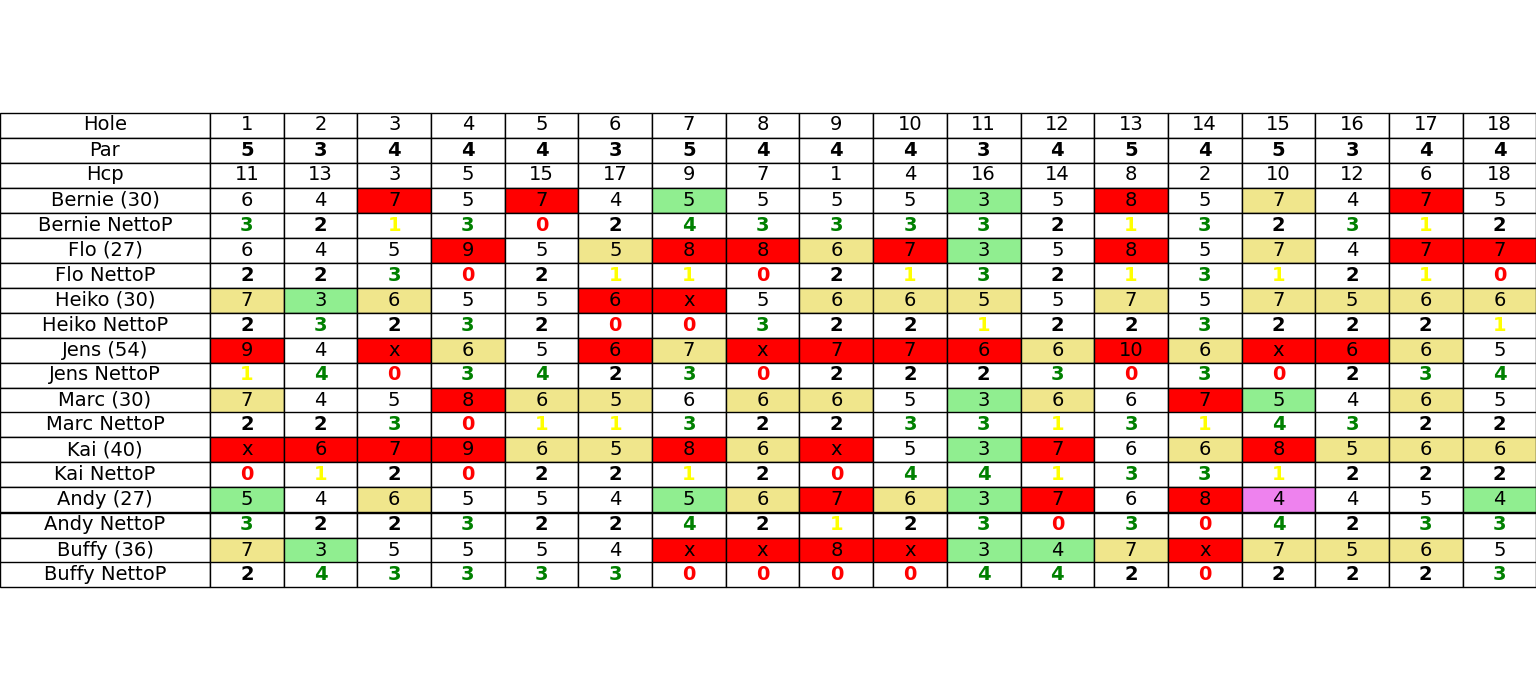 Hole 1 2 3 4 5 6 7 8 9 10 11 12 13 14 15 16 17 18
Par 5 3 4 4 4 3 5 4 4 4 3 4 5 4 5 3 4 4
Hcp 11 13 3 5 15 17 9 7 1 4 16 14 8 2 10 12 6 18
Bernie (30) 6 4 7 5 7 4 5 5 5 5 3 5 8 5 7 4 7 5
Bernie NettoP 3 2 1 3 0 2 4 3 3 3 3 2 1 3 2 3 1 2
Flo (27) 6 4 5 9 5 5 8 8 6 7 3 5 8 5 7 4 7 7
Flo NettoP 2 2 3 0 2 1 1 0 2 1 3 2 1 3 1 2 1 0
Heiko (30) 7 3 6 5 5 6 x 5 6 6 5 5 7 5 7 5 6 6
Heiko NettoP 2 3 2 3 2 0 0 3 2 2 1 2 2 3 2 2 2 1
Jens (54) 9 4 x 6 5 6 7 x 7 7 6 6 10 6 x 6 6 5
Jens NettoP 1 4 0 3 4 2 3 0 2 2 2 3 0 3 0 2 3 4
Marc (30) 7 4 5 8 6 5 6 6 6 5 3 6 6 7 5 4 6 5
Marc NettoP 2 2 3 0 1 1 3 2 2 3 3 1 3 1 4 3 2 2
Kai (40) x 6 7 9 6 5 8 6 x 5 3 7 6 6 8 5 6 6
Kai NettoP 0 1 2 0 2 2 1 2 0 4 4 1 3 3 1 2 2 2
Andy (27) 5 4 6 5 5 4 5 6 7 6 3 7 6 8 4 4 5 4
Andy NettoP 3 2 2 3 2 2 4 2 1 2 3 0 3 0 4 2 3 3
Buffy (36) 7 3 5 5 5 4 x x 8 x 3 4 7 x 7 5 6 5
Buffy NettoP 2 4 3 3 3 3 0 0 0 0 4 4 2 0 2 2 2 3